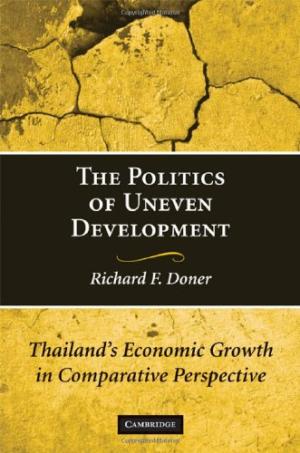 The Politics
of Uneven
Development
Richard F. Doner
Thailand's Economic Growth
in Comparative Perspective
Cambridge